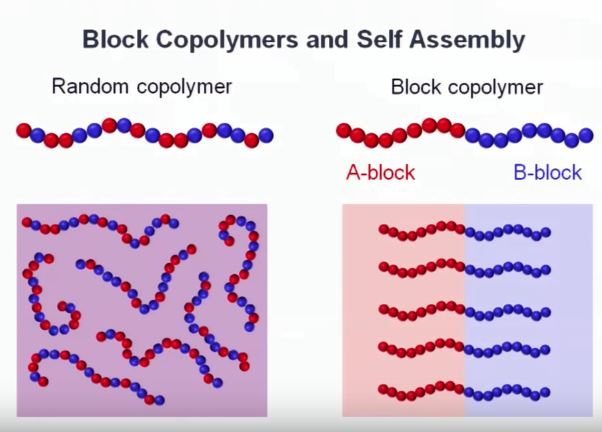 Block Copolymers and Self Assembly
Random copolymer
Block copolymer
A-block
B-block